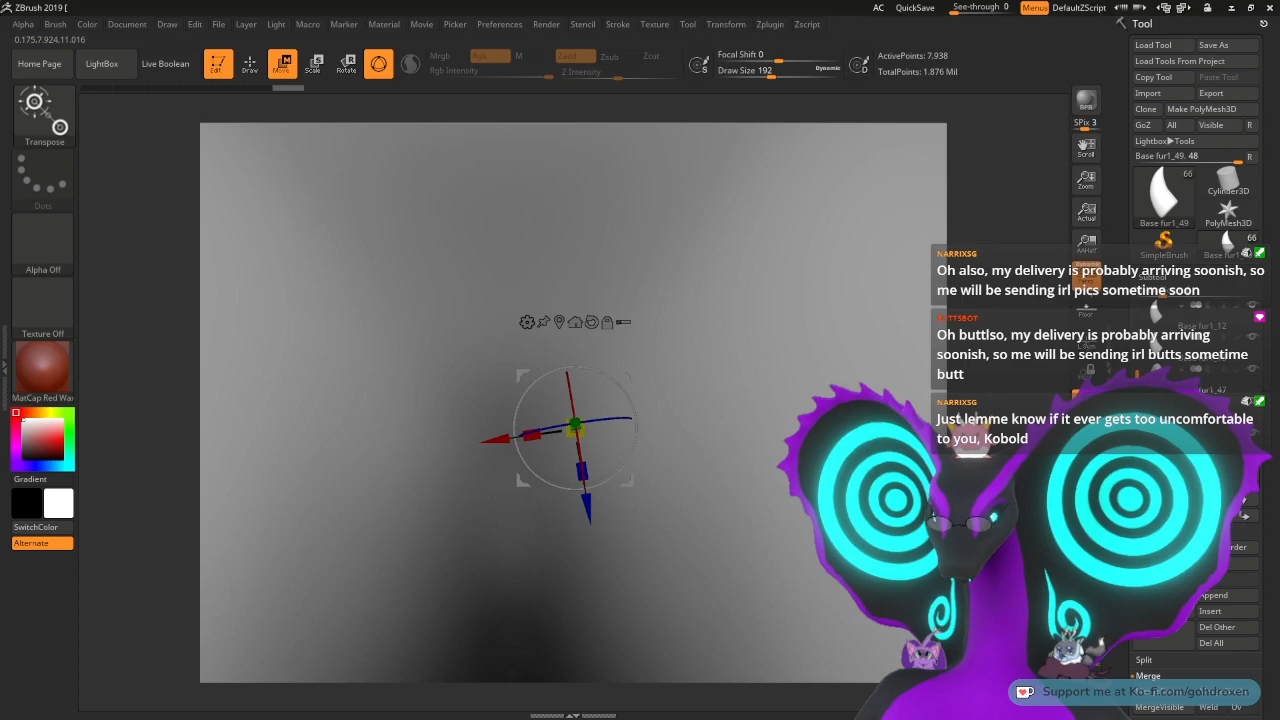 ZBrush 2019 [
AC
QuickSave
See-through 0
Menus
DefaultZScript
Alpha
Brush
Color
Document
Draw
Edit
File
Layer
Light
Macro
Marker
Material
Movie
Picker
Preferences
Render
Stencil
Stroke
Texture
Tool
Transform
Zplugin
Zscript
Tool
0.175,7.924,11.016
Home Page
LightBox
Live Boolean
Edit
Draw
Move
Scale
Rotate
Mrgb
Rgb
M
Rgb Intensity
Zadd
Zsub
Zcut
Z Intensity
Focal Shift 0
Draw Size 192
Dynamic
ActivePoints: 7,938
TotalPoints: 1.876 Mil
Load Tool
Save As
Load Tools From Project
Copy Tool
Paste Tool
Import
Export
Clone
Make PolyMesh3D
GoZ
All
Visible
R
Lightbox▶Tools
Base fur1_49. 48
R
66
Cylinder3D
Base fur1_49
PolyMesh3D
66
SimpleBrush
Transpose
Dots
Alpha Off
Texture Off
MatCap Red Wax
Gradient
SwitchColor
Alternate
BPR
SPix 3
Scroll
Zoom
Actual
AAHalf
Floor
NARRIXSG
Oh also, my delivery is probably arriving soonish, so
me will be sending irl pics sometime soon
BUTTSBOT
Oh buttlso, my delivery is probably arriving
soonish, so me will be sending irl butts sometime
butt
NARRIXSG
Just lemme know if it ever gets too uncomfortable
to you, Kobold
Append
Insert
Del Other
Del All
Split
Merge
MergeVisible
Weld
Uv
Support me at Ko-fi.com/gohdroxen